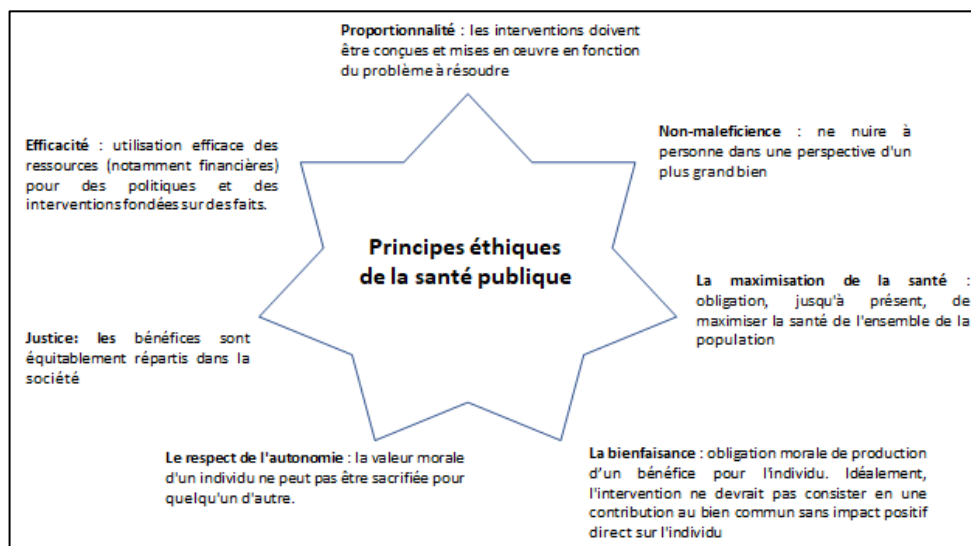 Proportionnalité : les interventions doivent
être conçues et mises en œuvre en fonction
du problème à résoudre
Efficacité : utilisation efficace des
ressources (notamment financières)
pour des politiques et des
interventions fondées sur des faits.
Non-maleficience : ne nuire à
personne dans une perspective d'un
plus grand bien
Principes éthiques
de la santé publique
La maximisation de la santé :
obligation, jusqu'à présent, de
maximiser la santé de l'ensemble de la
population
Justice: les bénéfices sont
équitablement répartis dans la
société
Le respect de l'autonomie : la valeur morale
d'un individu ne peut pas être sacrifiée pour
quelqu'un d'autre.
La bienfaisance : obligation morale de production
d’un bénéfice pour l'individu. Idéalement,
l'intervention ne devrait pas consister en une
contribution au bien commun sans impact positif
direct sur l'individu